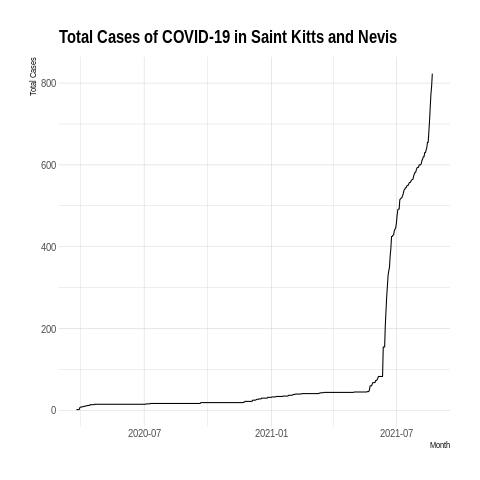 Total Cases of COVID-19 in Saint Kitts and Nevis
Total Cases
800
600
400
200
0
2020-07 2021-01 2021-07
Month